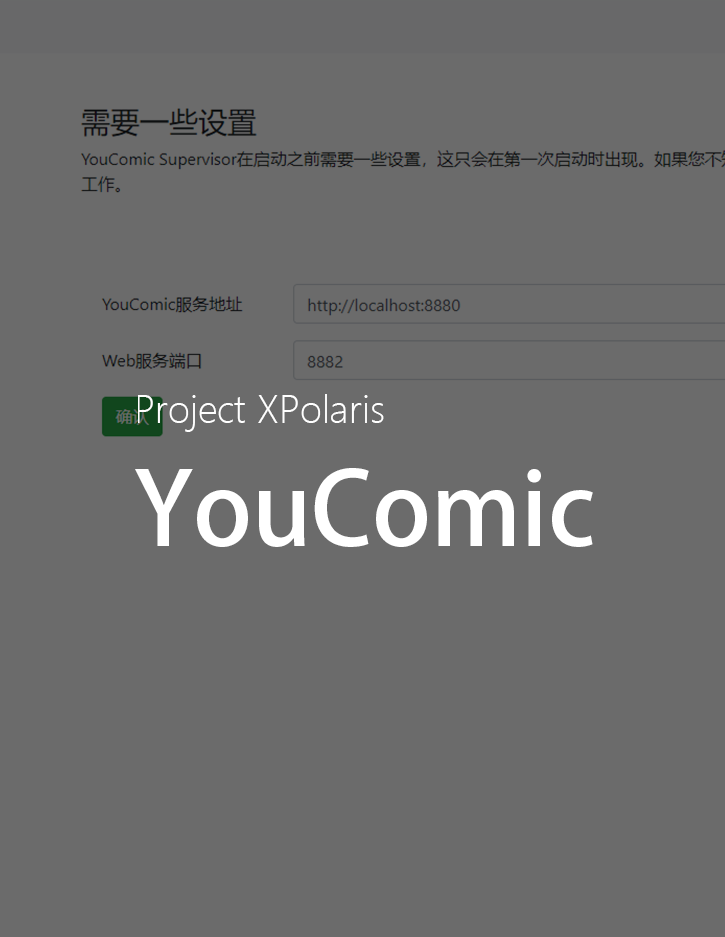 需要一些设置
YouComic Supervisor在启动之前需要一些设置，这只会在第一次启动时出现。如果您不
工作。
YouComic服务地址
http://localhost:8880
Web服务端口
8882
确认
Project XPolaris
YouComic